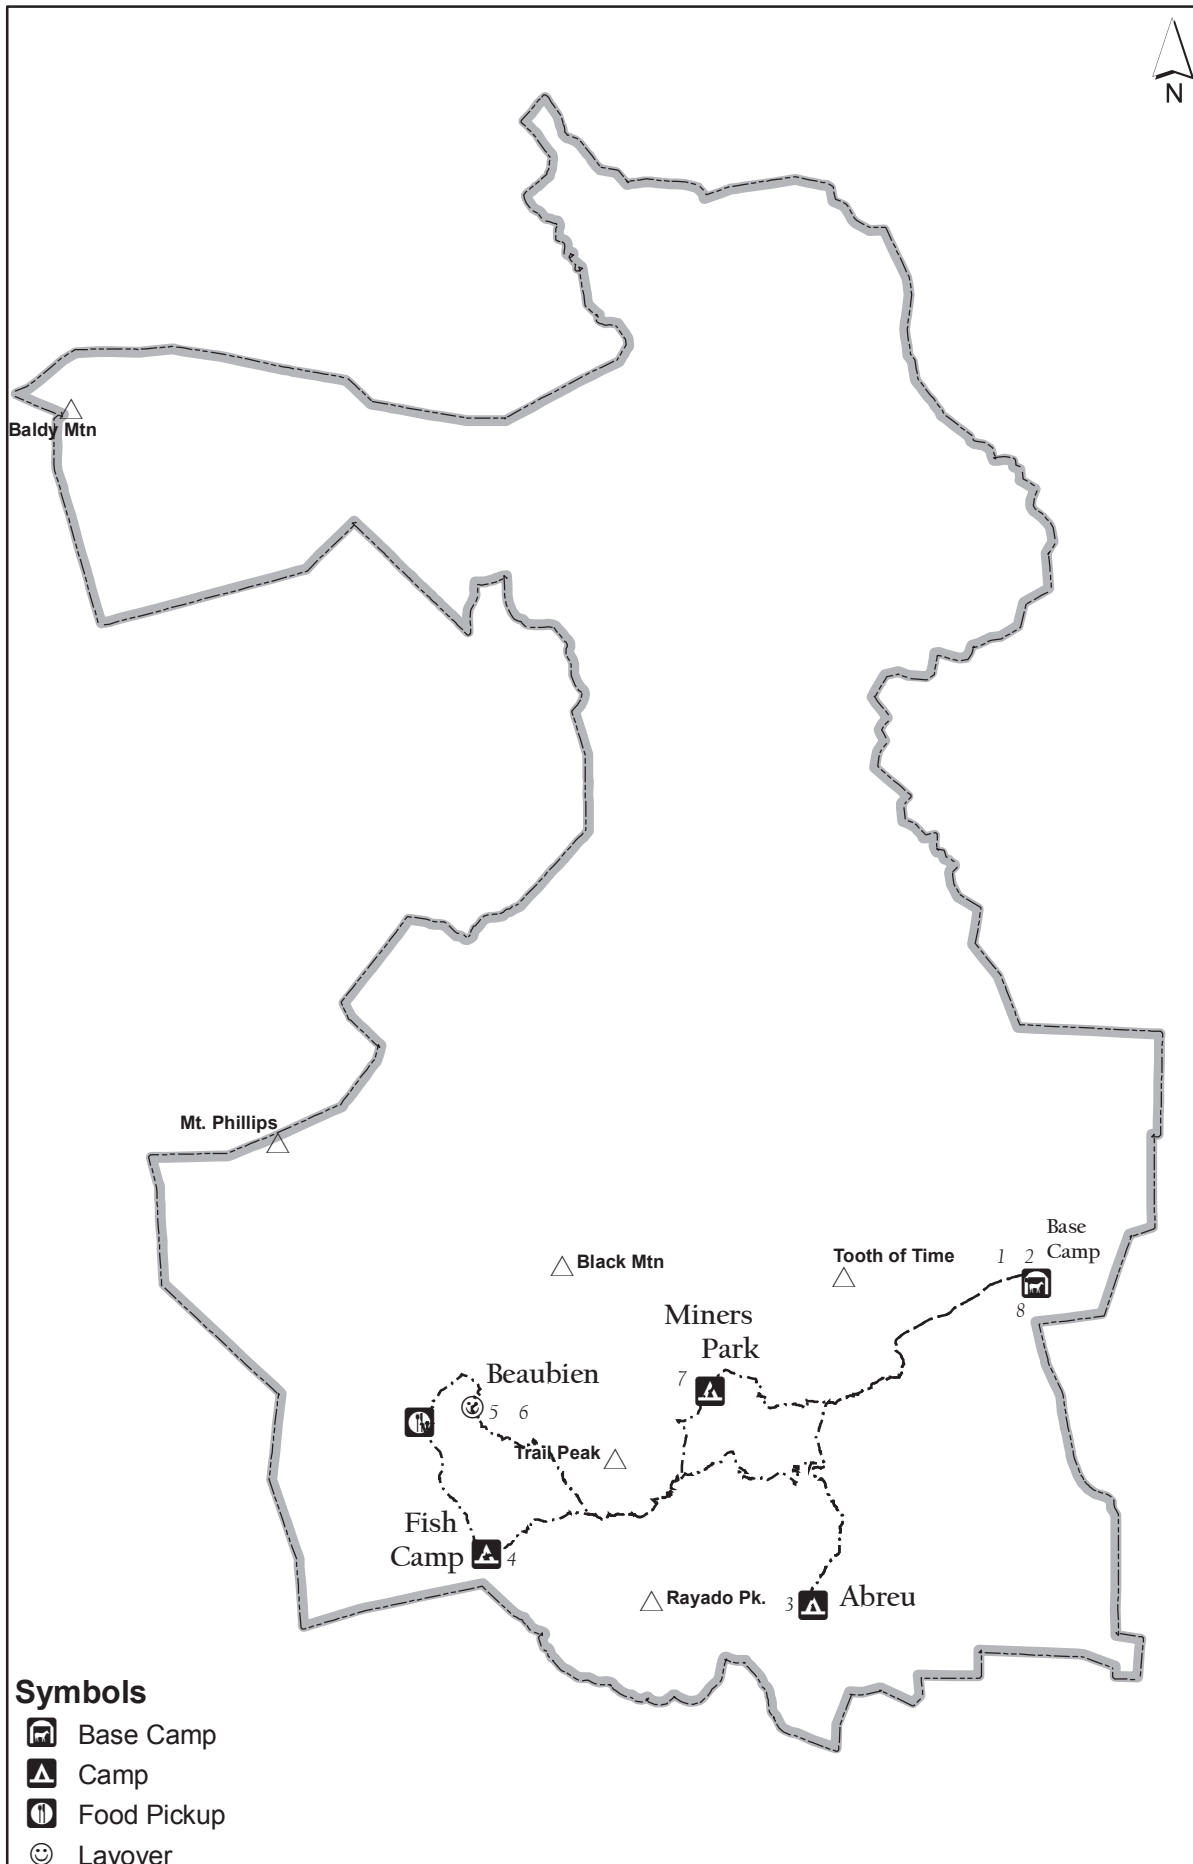 N
Baldy Mtn
Mt. Phillips
Base
Camp
1 2
8
Black Mtn
Tooth of Time
Miners
Park
7
Beaubien
5 6
Trail Peak
Fish
Camp
4
Rayado Pk.
3
Abreu
Symbols
Base Camp
Camp
Food Pickup
Layover